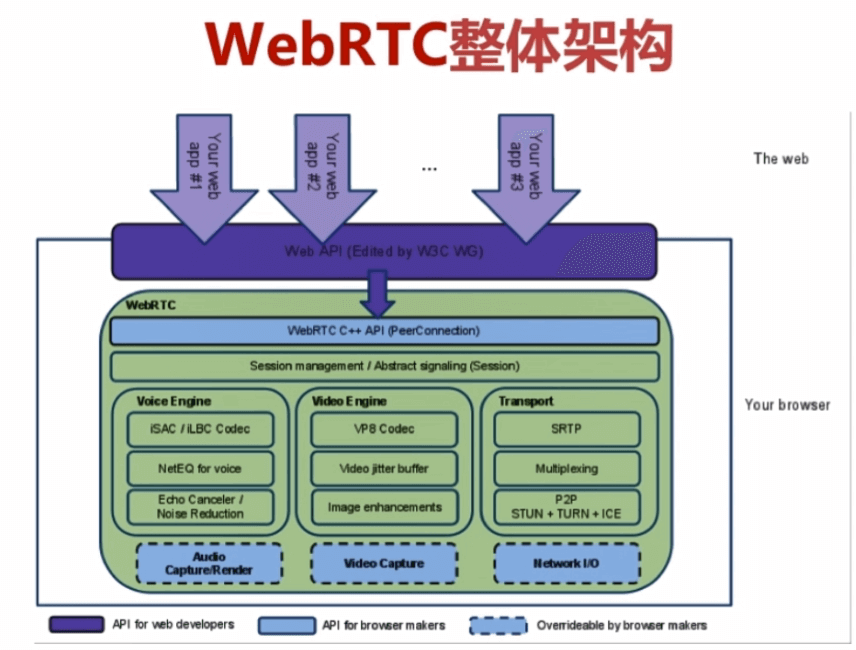 WebRTC整体架构
Your web
app #1
Your web
app #2
...
Your web
app #3
The web
Web API (Edited by W3C WG)
WebRTC
WebRTC C++ API (PeerConnection)
Session management / Abstract signaling (Session)
Your browser
Voice Engine
iSAC / iLBC Codec
NetEQ for voice
Echo Canceler /
Noise Reduction
Video Engine
VP8 Codec
Video jitter buffer
Image enhancements
Transport
SRTP
Multiplexing
P2P
STUN + TURN + ICE
Audio
Capture/Render
Video Capture
Network I/O
API for web developers
API for browser makers
Overrideable by browser makers